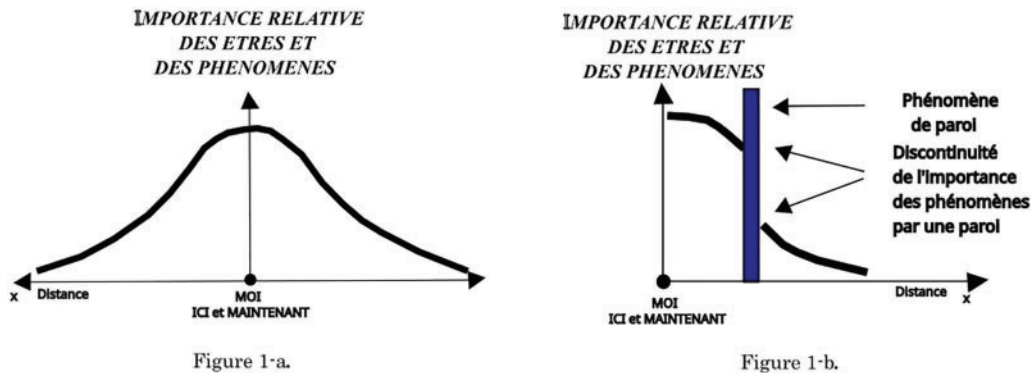 IMPORTANCE RELATIVE
DES ETRES ET
DES PHENOMENES
x
Distance
MOI
ICI et MAINTENANT
Figure 1-a.
IMPORTANCE RELATIVE
DES ETRES ET
DES PHENOMENES
Phénomène
de paroi
Discontinuité
de l'importance
des phénomènes
par une paroi
MOI
ICI et MAINTENANT
Distance
x
Figure 1-b.